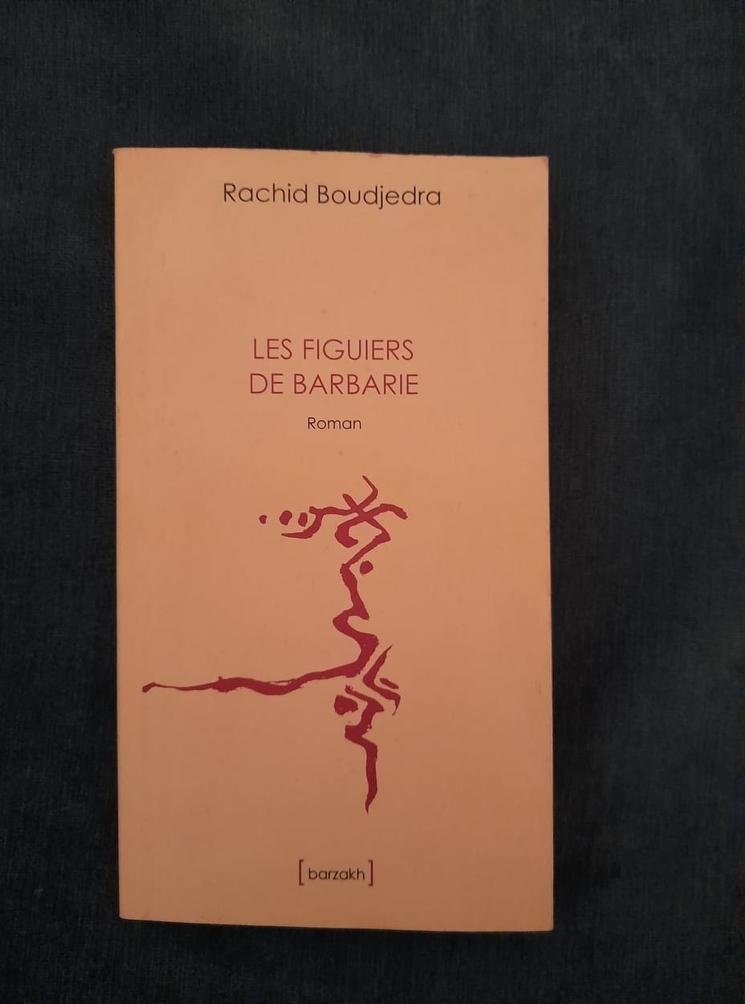 Rachid Boudjedra
LES FIGUIERS
DE BARBARIE
Roman
[barzakh]